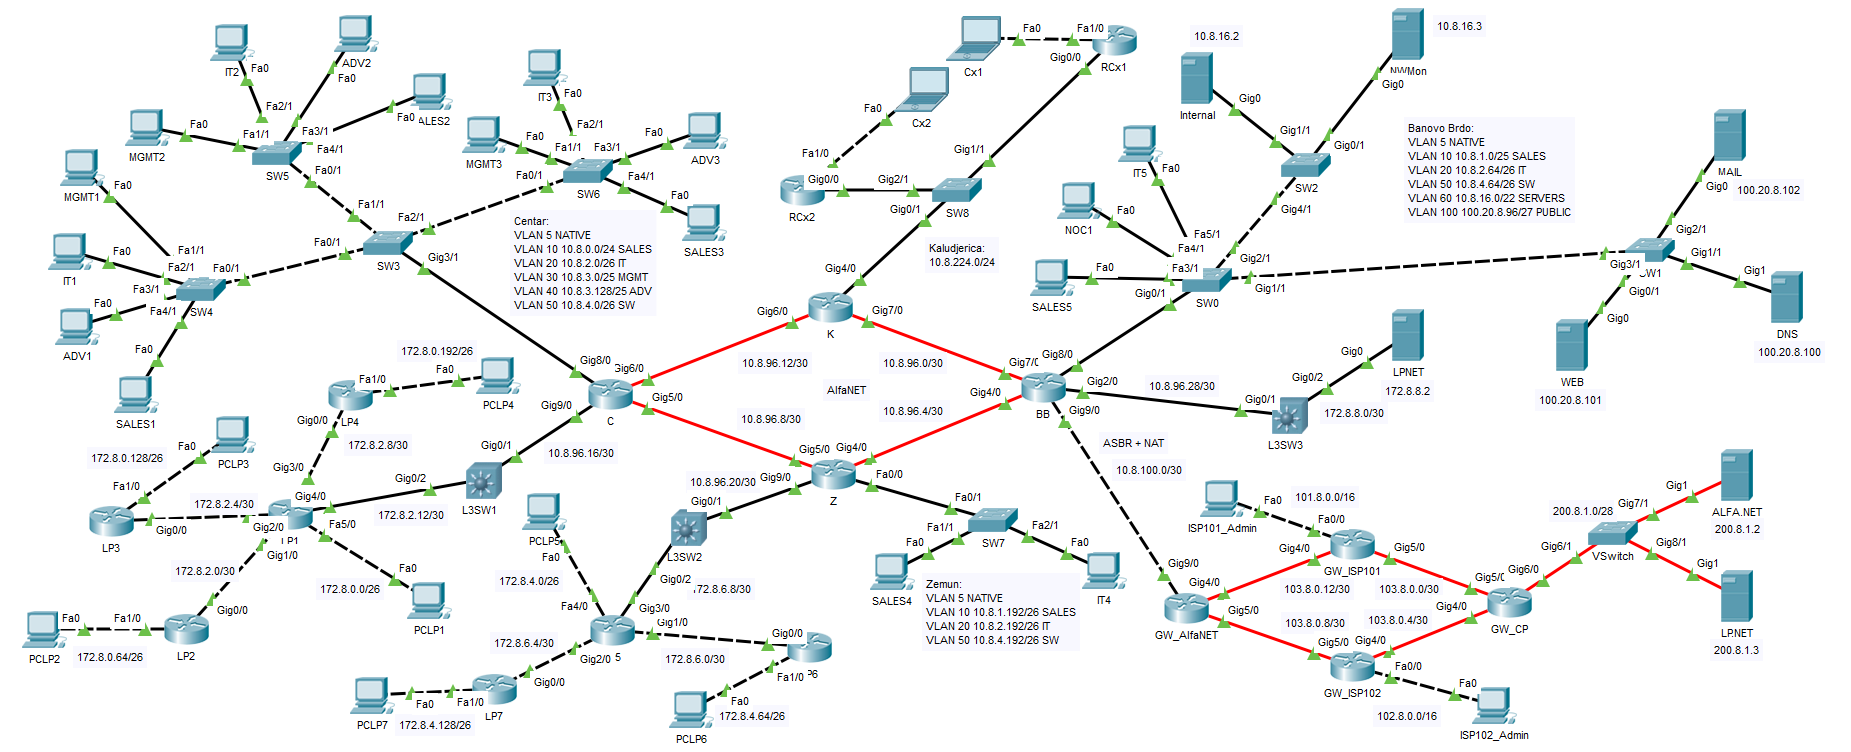 IT2
Fa0
ADV2
Fa0
Fa0
ALES2
Fa2/1
Fa3/1
Fa4/1
Fa1/1
Fa0
MGMT2
SW5
Fa0/1
MGMT1
Fa0
Fa1/1
Fa2/1
SW3
Fa3/1
Fa0/1
IT1
Fa0
Fa1/1
Fa2/1
Fa3/1
Fa4/1
Fa0/1
SW4
ADV1
Fa0
Fa0
SALES1
IT3
Fa0
Fa2/1
MGMT3
Fa0
Fa1/1
Fa3/1
Fa0
ADV3
Fa0/1
SW6
Fa4/1
Fa0
SALES3
Centar:
VLAN 5 NATIVE
VLAN 10 10.8.0.0/24 SALES
VLAN 20 10.8.2.0/26 IT
VLAN 30 10.8.3.0/25 MGMT
VLAN 40 10.8.3.128/25 ADV
VLAN 50 10.8.4.0/26 SW
Cx1
Fa0
Fa1/0
RCx1
Gig0/0
Cx2
Fa0
Fa1/0
Gig0/0
RCx2
Gig2/1
Gig1/1
SW8
Gig0/1
Kaludjerica:
10.8.224.0/24
Gig4/0
Gig6/0
Gig7/0
K
10.8.96.12/30
10.8.96.0/30
AlfaNET
10.8.96.8/30
10.8.96.4/30
Gig8/0
Gig6/0
Gig5/0
Gig9/0
C
10.8.96.16/30
Gig0/1
Gig0/2
L3SW1
172.8.2.12/30
172.8.0.192/26
Fa1/0
Fa0
PCLP4
Gig0/0
LP4
172.8.2.8/30
PCLP3
Fa0
172.8.0.128/26
Fa1/0
Gig0/0
LP3
172.8.2.4/30
Gig3/0
Gig4/0
Gig2/0
LP1
Fa5/0
Gig1/0
172.8.2.0/30
172.8.0.0/26
Fa0
PCLP1
Gig0/0
LP2
Fa1/0
Fa0
PCLP2
172.8.0.64/26
Gig5/0
Gig4/0
Gig9/0
Fa0/0
Z
10.8.96.20/30
Gig0/1
L3SW2
Gig0/2
172.8.6.8/30
PCLP5
Fa0
172.8.4.0/26
Fa4/0
Gig3/0
Gig1/0
Gig2/0
5
172.8.6.4/30
172.8.6.0/30
Gig0/0
LP7
Fa1/0
Fa0
PCLP7
172.8.4.128/26
Gig0/0
Fa1/0
P6
Fa0
PCLP6
172.8.4.64/26
Fa0/1
Fa1/1
Fa2/1
SW7
Fa0
SALES4
Fa0
IT4
Zemun:
VLAN 5 NATIVE
VLAN 10 10.8.1.192/26 SALES
VLAN 20 10.8.2.192/26 IT
VLAN 50 10.8.4.192/26 SW
10.8.16.2
Internal
Gig0
10.8.16.3
NWMon
Gig0
Gig1/1
Gig0/1
SW2
Gig4/1
IT5
Fa0
NOC1
Fa0
Fa5/1
Fa4/1
Fa3/1
Fa0
SALES5
Gig0/1
SW0
Gig2/1
Gig1/1
Banovo Brdo:
VLAN 5 NATIVE
VLAN 10 10.8.1.0/25 SALES
VLAN 20 10.8.2.64/26 IT
VLAN 50 10.8.4.64/26 SW
VLAN 60 10.8.16.0/22 SERVERS
VLAN 100 100.20.8.96/27 PUBLIC
MAIL
Gig0
100.20.8.102
Gig2/1
Gig1/1
Gig3/1
SW1
Gig0/1
Gig1
DNS
100.20.8.100
Gig0
WEB
100.20.8.101
Gig7/0
Gig8/0
Gig4/0
Gig2/0
BB
Gig9/0
10.8.96.28/30
Gig0/1
Gig0/2
L3SW3
Gig0
LPNET
172.8.8.2
172.8.8.0/30
ASBR + NAT
10.8.100.0/30
Gig9/0
Gig4/0
Gig5/0
GW_AlfaNET
ISP101_Admin
Fa0
101.8.0.0/16
Fa0/0
Gig4/0
Gig5/0
GW_ISP101
103.8.0.12/30
103.8.0.0/30
103.8.0.8/30
103.8.0.4/30
Gig5/0
Gig4/0
Fa0/0
GW_ISP102
102.8.0.0/16
Fa0
ISP102_Admin
Gig5/0
Gig4/0
Gig6/0
GW_CP
200.8.1.0/28
Gig7/1
Gig6/1
Gig8/1
VSwitch
Gig1
ALFA.NET
200.8.1.2
Gig1
LP.NET
200.8.1.3